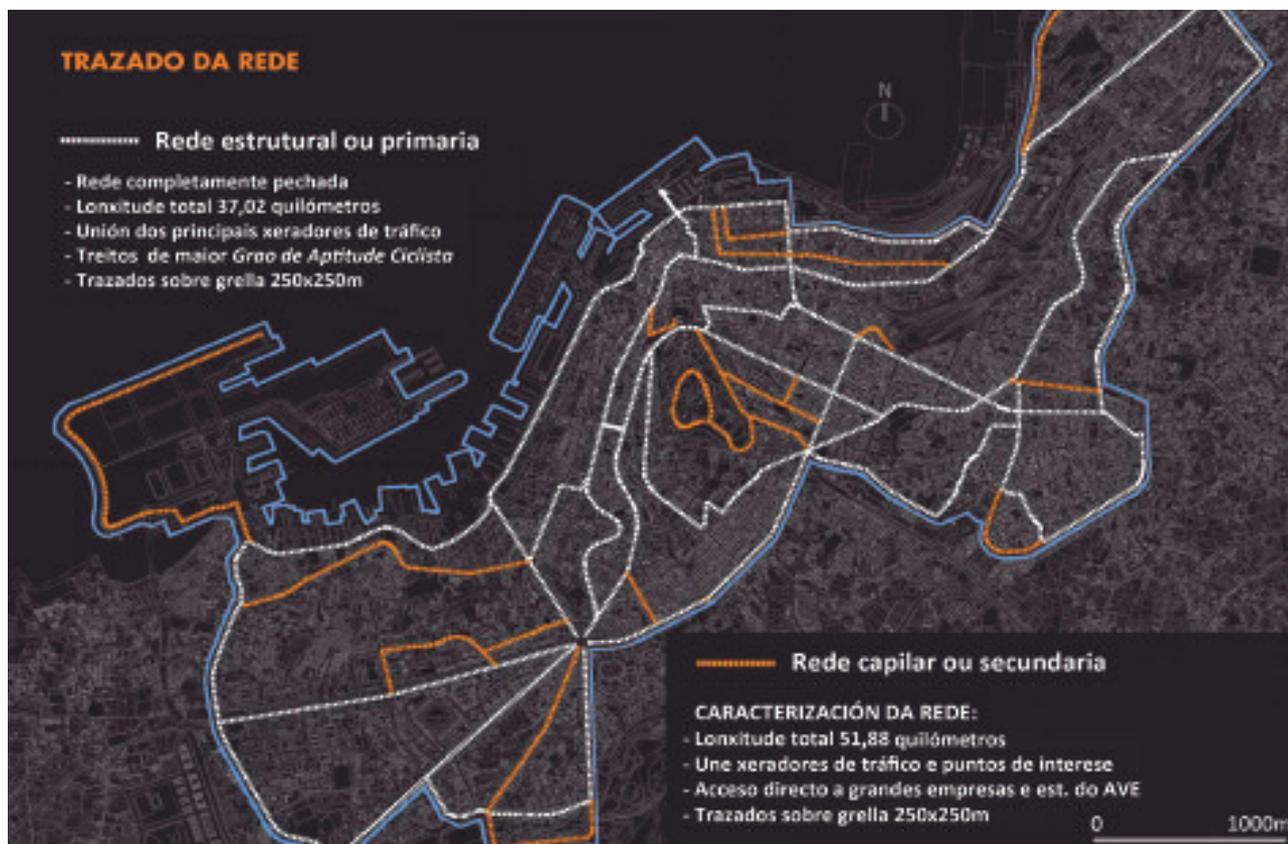 TRAZADO DA REDE
Rede estrutural ou primaria
- Rede completamente pechada
- Lonxitude total 37,02 quilómetros
- Unión dos principais xeradores de tráfico
- Treitos de maior Grao de Aptitude Ciclista
- Trazados sobre grella 250x250m
N
Rede capilar ou secundaria
CARACTERIZACIÓN DA REDE:
- Lonxitude total 51,88 quilómetros
- Une xeradores de tráfico e puntos de interese
- Acceso directo a grandes empresas e est. do AVE
- Trazados sobre grella 250x250m
0 1000m